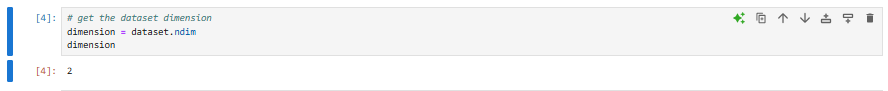 [4]: # get the dataset dimension
dimension = dataset.ndim
dimension
[4]: 2